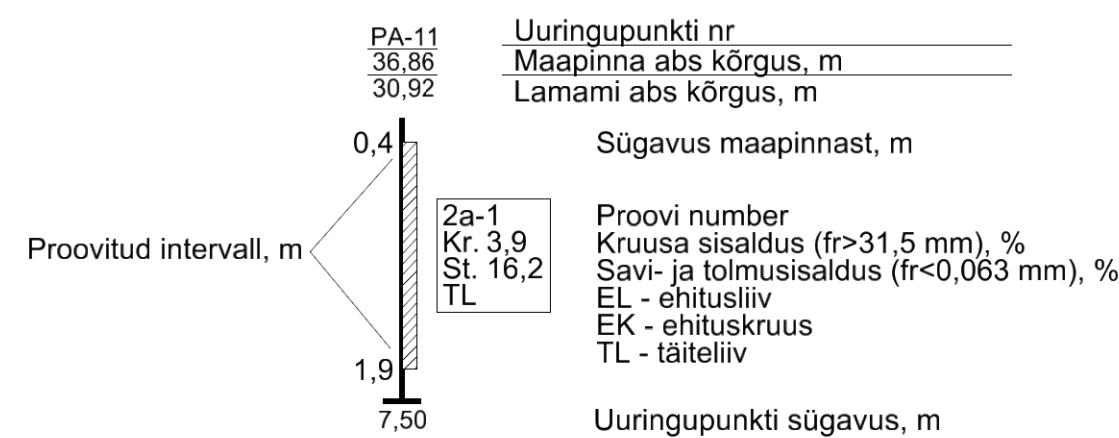 PA-11 Uuringupunkti nr
36,86 Maapinna abs kõrgus, m
30,92 Lamami abs kõrgus, m
0,4 Sügavus maapinnast, m
2a-1 Proovi number
Proovitud intervall, m Kr. 3,9 Kruusa sisaldus (fr>31,5 mm), %
St. 16,2 Savi- ja tolmusisaldus (fr<0,063 mm), %
TL EL - ehitusliiv
EK - ehituskruus
TL - täiteliiv
1,9
7,50 Uuringupunkti sügavus, m